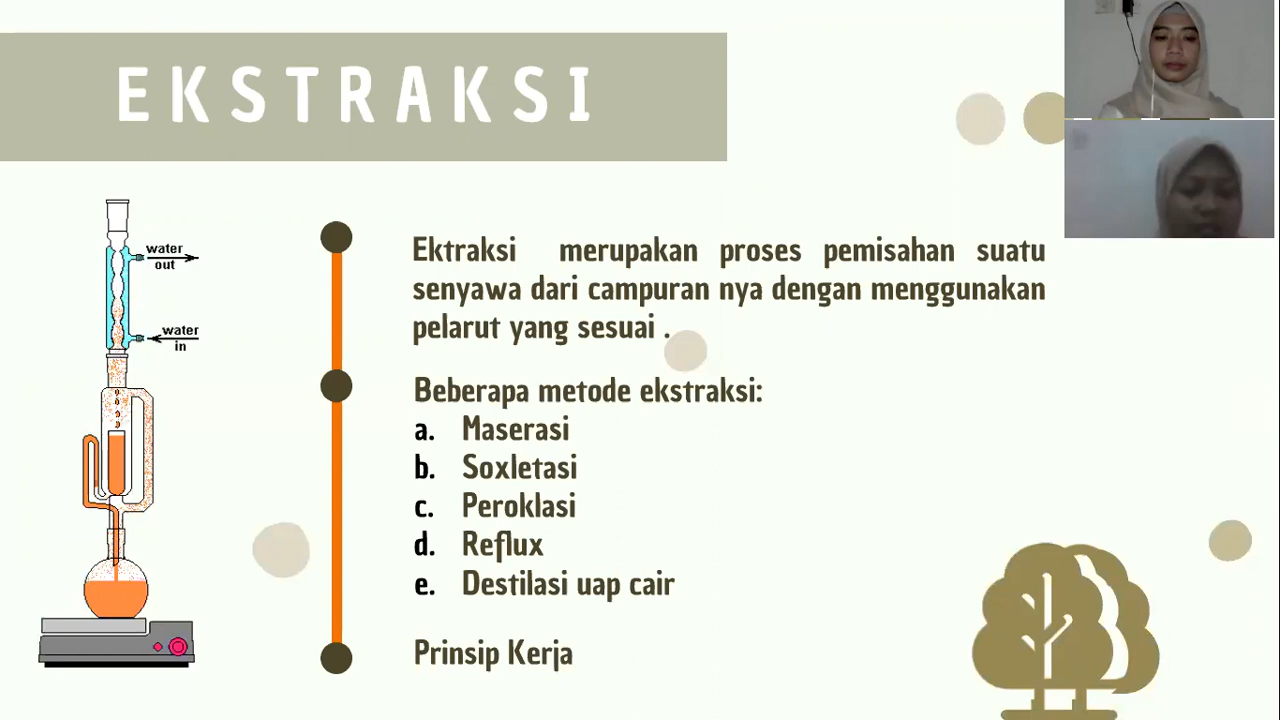 EKSTRAKSI
water
out
water
in
Ektraksi merupakan proses pemisahan suatu
senyawa dari campuran nya dengan menggunakan
pelarut yang sesuai .
Beberapa metode ekstraksi:
a. Maserasi
b. Soxletasi
c. Peroklasi
d. Reflux
e. Destilasi uap cair
Prinsip Kerja